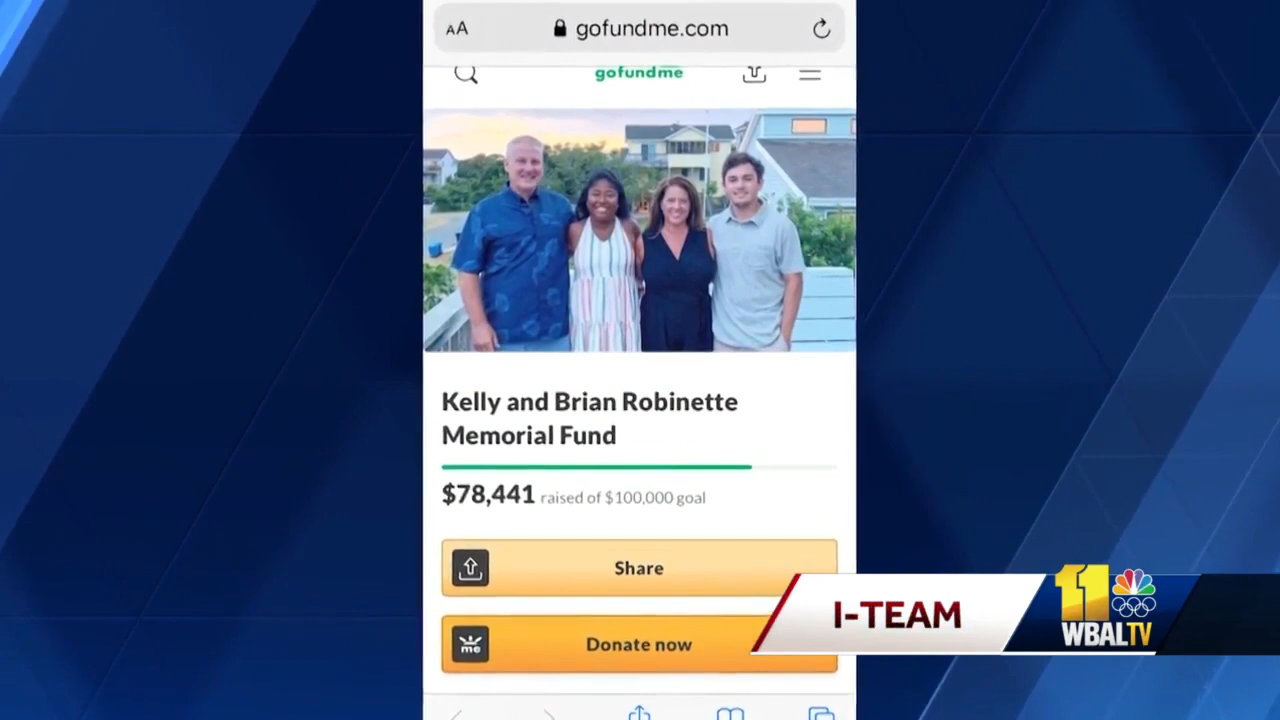 AA gofundme.com
gofundme
Kelly and Brian Robinette
Memorial Fund
$78,441 raised of $100,000 goal
Share
me Donate now
I-TEAM
11
WBALTV